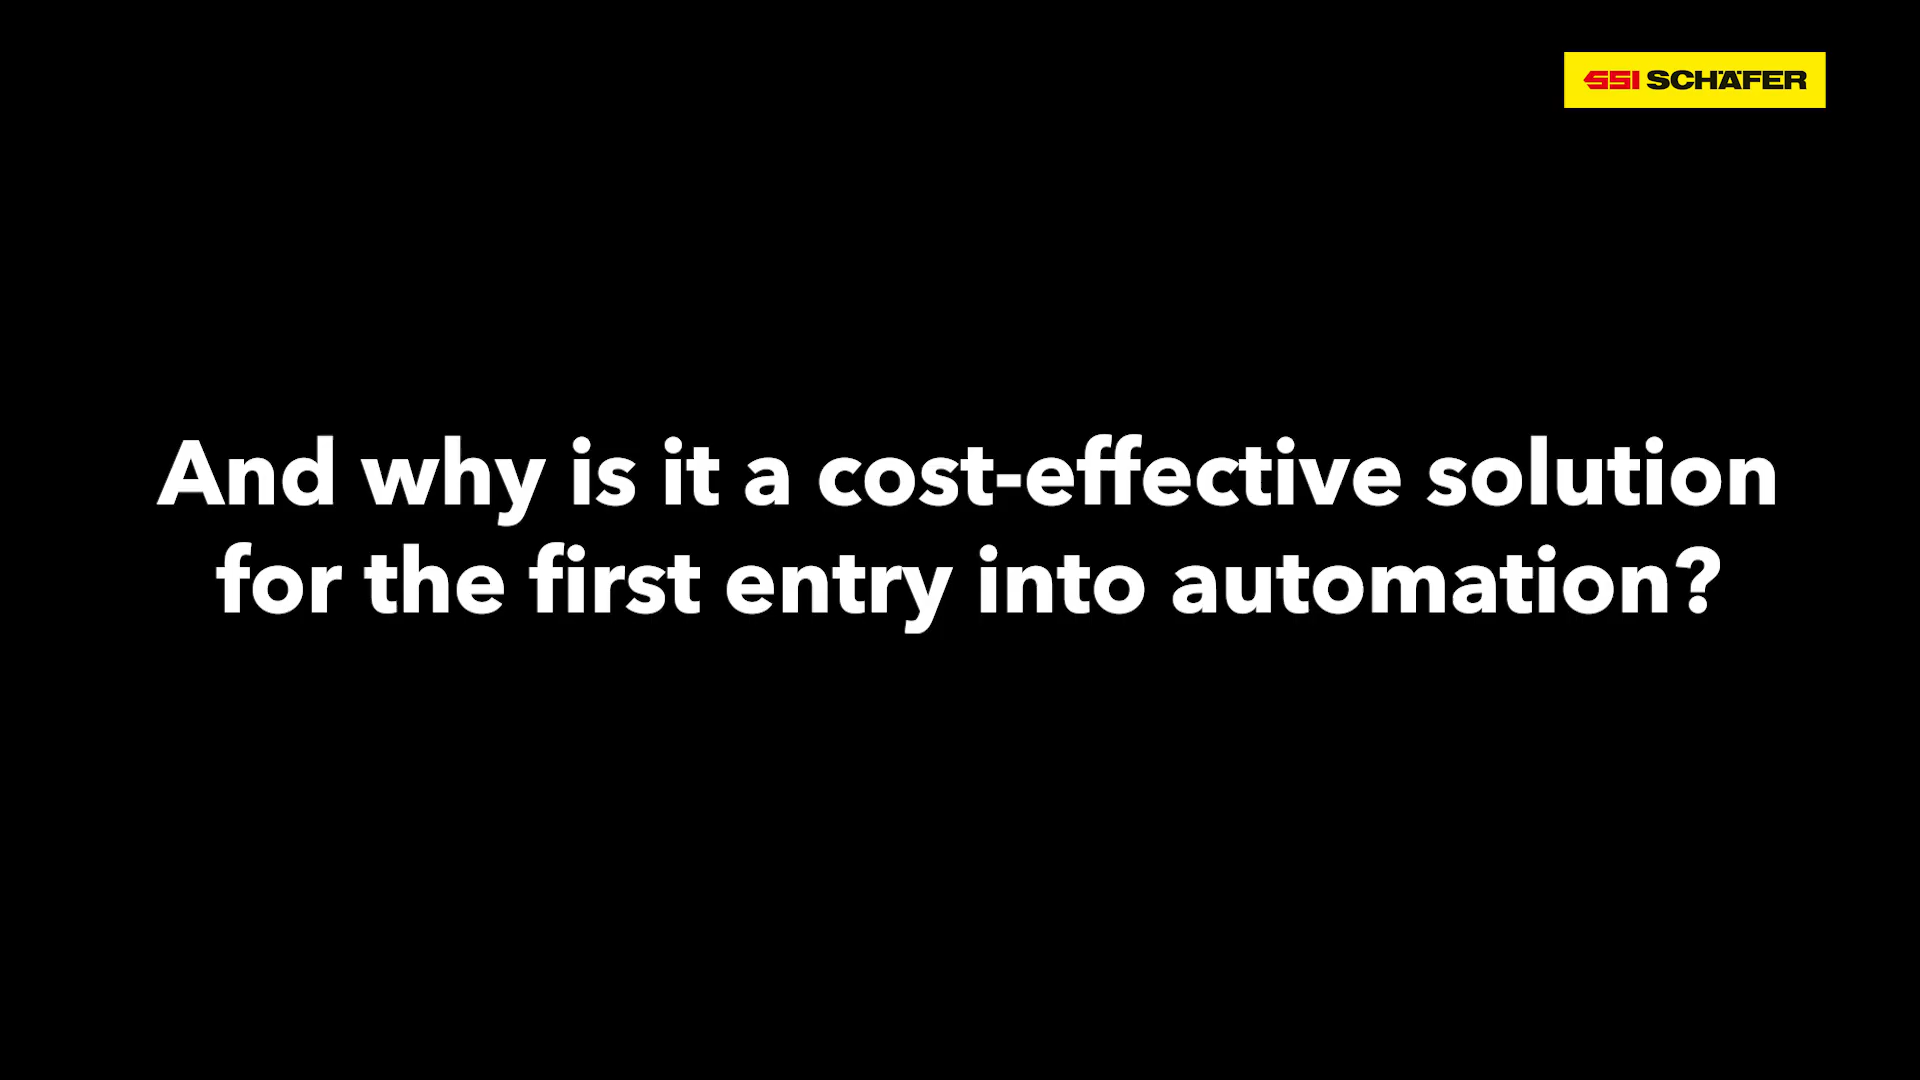 SSI SCHÄFER
And why is it a cost-effective solution
for the first entry into automation?